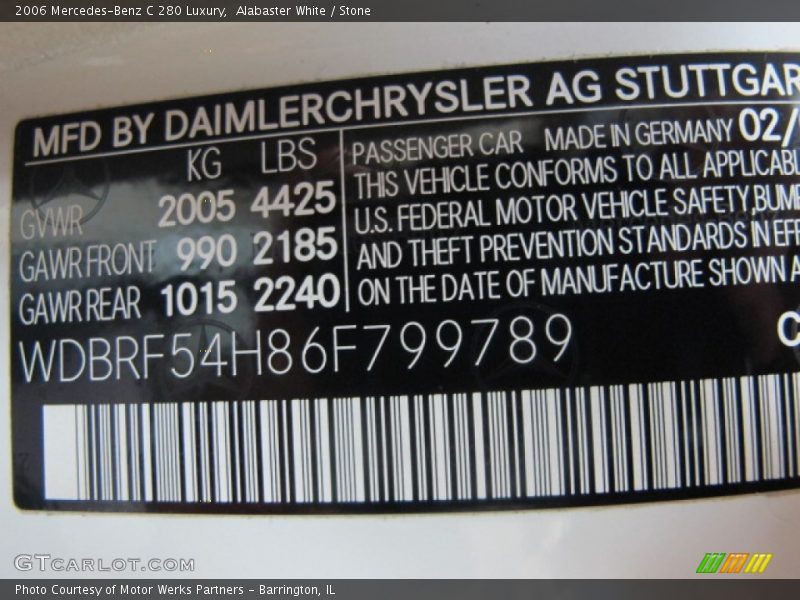 2006 Mercedes-Benz C 280 Luxury,  Alabaster White / Stone
MFD BY DAIMLERCHRYSLER AG STUTTGAR
KG LBS
GVWR 2005 4425
GAWR FRONT 990 2185
GAWR REAR 1015 2240
PASSENGER CAR MADE IN GERMANY 02/
THIS VEHICLE CONFORMS TO ALL APPLICABL
U.S. FEDERAL MOTOR VEHICLE SAFETY, BUM
AND THEFT PREVENTION STANDARDS IN EFF
ON THE DATE OF MANUFACTURE SHOWN A
WDBRF54H86F799789
C
GTCARLOT.COM
Photo Courtesy of Motor Werks Partners - Barrington, IL